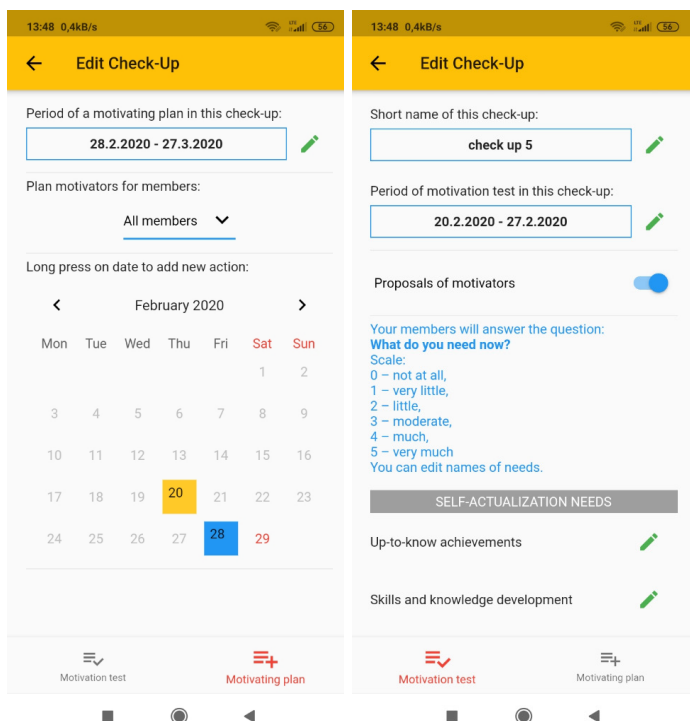 13:48 0,4kB/s
LTE
56
Edit Check-Up
Period of a motivating plan in this check-up:
28.2.2020 - 27.3.2020
Plan motivators for members:
All members
Long press on date to add new action:
February 2020
Mon Tue Wed Thu Fri Sat Sun
1 2
3 4 5 6 7 8 9
10 11 12 13 14 15 16
17 18 19 20 21 22 23
24 25 26 27 28 29
Motivation test
Motivating plan
13:48 0,4kB/s
LTE
56
Edit Check-Up
Short name of this check-up:
check up 5
Period of motivation test in this check-up:
20.2.2020 - 27.2.2020
Proposals of motivators
Your members will answer the question:
What do you need now?
Scale:
0 – not at all,
1 – very little,
2 – little,
3 – moderate,
4 – much,
5 – very much
You can edit names of needs.
SELF-ACTUALIZATION NEEDS
Up-to-know achievements
Skills and knowledge development
Motivation test
Motivating plan